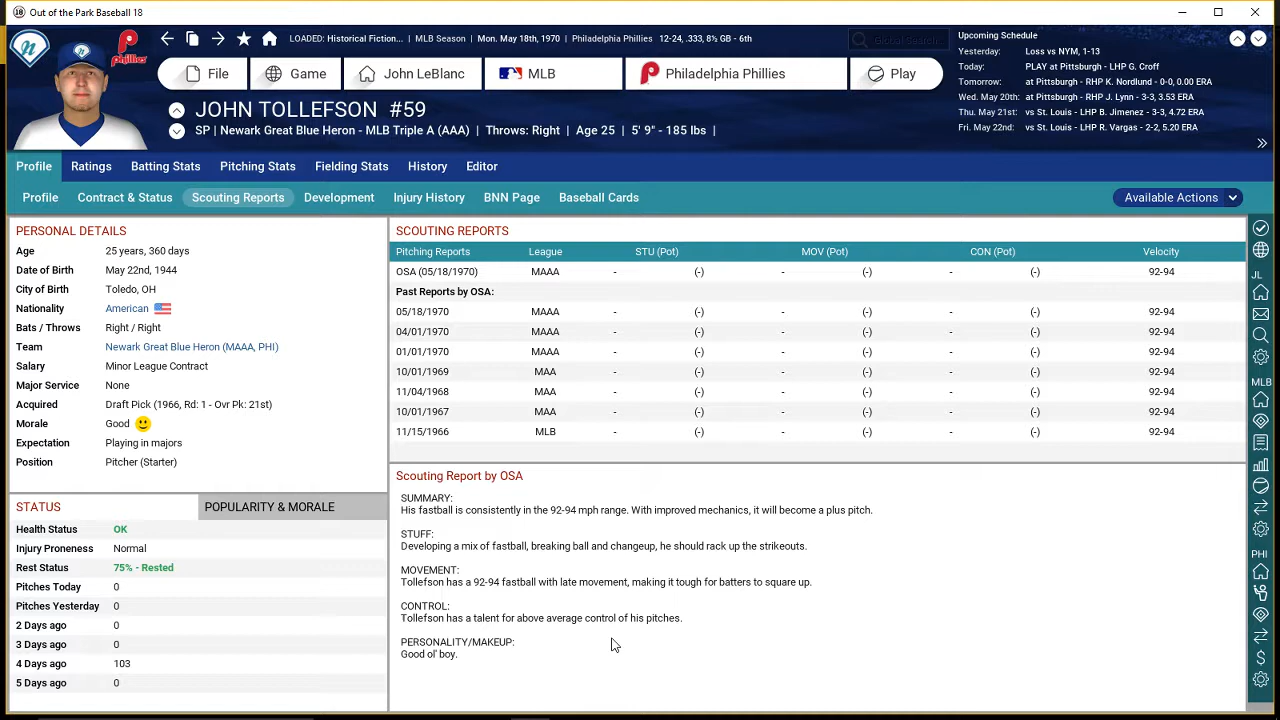 Out of the Park Baseball 18
LOADED: Historical Fiction... | MLB Season | Mon. May 18th, 1970 | Philadelphia Phillies 12-24, .333, 8½ GB - 6th
Global Search...
File
Game
John LeBlanc
MLB
Philadelphia Phillies
Play
Upcoming Schedule
Yesterday: Loss vs NYM, 1-13
Today: PLAY at Pittsburgh - LHP G. Croff
Tomorrow: at Pittsburgh - RHP K. Nordlund - 0-0, 0.00 ERA
Wed. May 20th: at Pittsburgh - RHP J. Lynn - 3-3, 3.53 ERA
Thu. May 21st: vs St. Louis - LHP B. Jimenez - 3-3, 4.72 ERA
Fri. May 22nd: vs St. Louis - LHP R. Vargas - 2-2, 5.20 ERA
Phillies
JOHN TOLLEFSON #59
SP | Newark Great Blue Heron - MLB Triple A (AAA) | Throws: Right | Age 25 | 5' 9" - 185 lbs |
Profile Ratings Batting Stats Pitching Stats Fielding Stats History Editor
Profile Contract & Status Scouting Reports Development Injury History BNN Page Baseball Cards Available Actions
PERSONAL DETAILS
Age 25 years, 360 days
Date of Birth May 22nd, 1944
City of Birth Toledo, OH
Nationality American
Bats / Throws Right / Right
Team Newark Great Blue Heron (MAAA, PHI)
Salary Minor League Contract
Major Service None
Acquired Draft Pick (1966, Rd: 1 - Ovr Pk: 21st)
Morale Good
Expectation Playing in majors
Position Pitcher (Starter)
STATUS POPULARITY & MORALE
Health Status OK
Injury Proneness Normal
Rest Status 75% - Rested
Pitches Today 0
Pitches Yesterday 0
2 Days ago 0
3 Days ago 0
4 Days ago 103
5 Days ago 0
SCOUTING REPORTS
Pitching Reports League STU (Pot) MOV (Pot) CON (Pot) Velocity
OSA (05/18/1970) MAAA - (-) - (-) - (-) 92-94
Past Reports by OSA:
05/18/1970 MAAA - (-) - (-) - (-) 92-94
04/01/1970 MAAA - (-) - (-) - (-) 92-94
01/01/1970 MAAA - (-) - (-) - (-) 92-94
10/01/1969 MAA - (-) - (-) - (-) 92-94
11/04/1968 MAA - (-) - (-) - (-) 92-94
10/01/1967 MAA - (-) - (-) - (-) 92-94
11/15/1966 MLB - (-) - (-) - (-) 92-94
Scouting Report by OSA
SUMMARY:
His fastball is consistently in the 92-94 mph range. With improved mechanics, it will become a plus pitch.
STUFF:
Developing a mix of fastball, breaking ball and changeup, he should rack up the strikeouts.
MOVEMENT:
Tollefson has a 92-94 fastball with late movement, making it tough for batters to square up.
CONTROL:
Tollefson has a talent for above average control of his pitches.
PERSONALITY/MAKEUP:
Good ol' boy.
JL
MLB
PHI